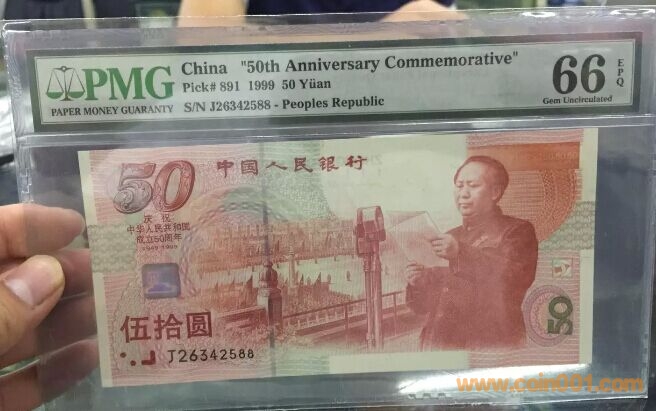 PMG
PAPER MONEY GUARANTY
China "50th Anniversary Commemorative"
Pick# 891 1999 50 Yüan
S/N J26342588 - Peoples Republic
66
EPQ
Gem Uncirculated
50
中国人民银行
庆祝
中华人民共和国
成立50周年
1949-1999
伍拾圆
J26342588
50
www.coin001.com